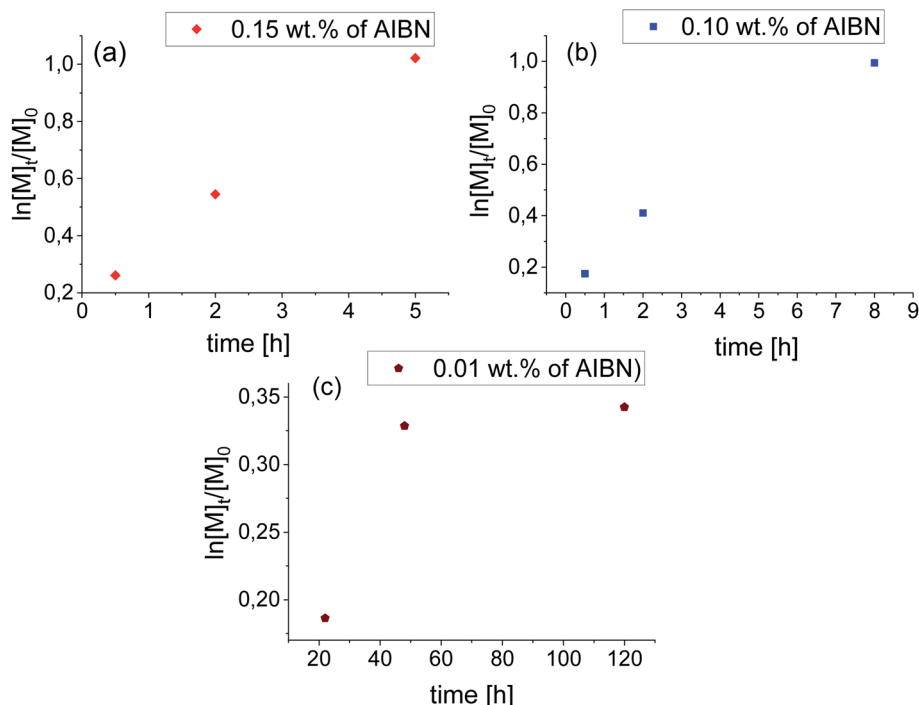 (a)
0.15 wt.% of AIBN
1,0
0,8
0,6
0,4
0,2
ln[M]t/[M]0
0 1 2 3 4 5
time [h]
(b)
0.10 wt.% of AIBN
1,0
0,8
0,6
0,4
0,2
ln[M]t/[M]0
0 1 2 3 4 5 6 7 8 9
time [h]
(c)
0.01 wt.% of AIBN)
0,35
0,30
0,25
0,20
ln[M]t/[M]0
20 40 60 80 100 120
time [h]